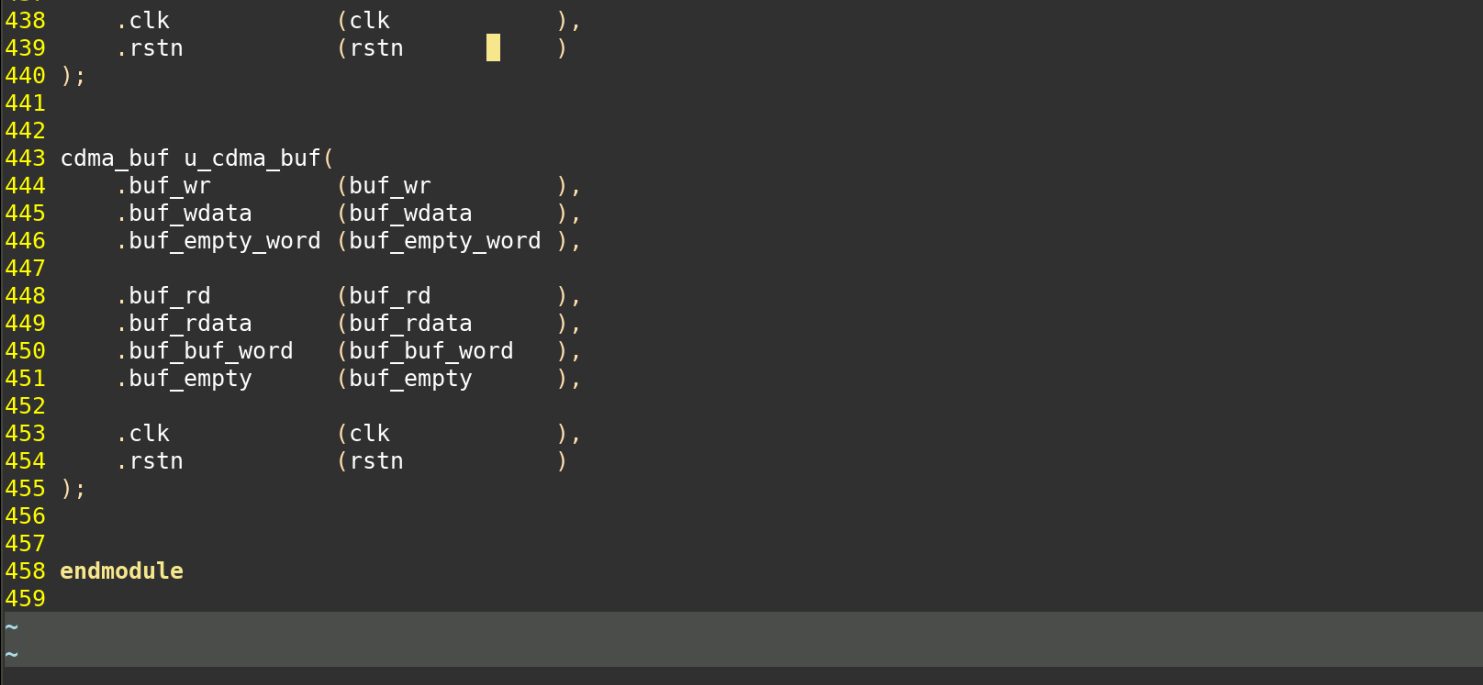 438     .clk            (clk            ),
439     .rstn           (rstn           )
440 );
441
442
443 cdma_buf u_cdma_buf(
444     .buf_wr         (buf_wr         ),
445     .buf_wdata      (buf_wdata      ),
446     .buf_empty_word (buf_empty_word ),
447
448     .buf_rd         (buf_rd         ),
449     .buf_rdata      (buf_rdata      ),
450     .buf_buf_word   (buf_buf_word   ),
451     .buf_empty      (buf_empty      ),
452
453     .clk            (clk            ),
454     .rstn           (rstn           )
455 );
456
457
458 endmodule
459
~
~